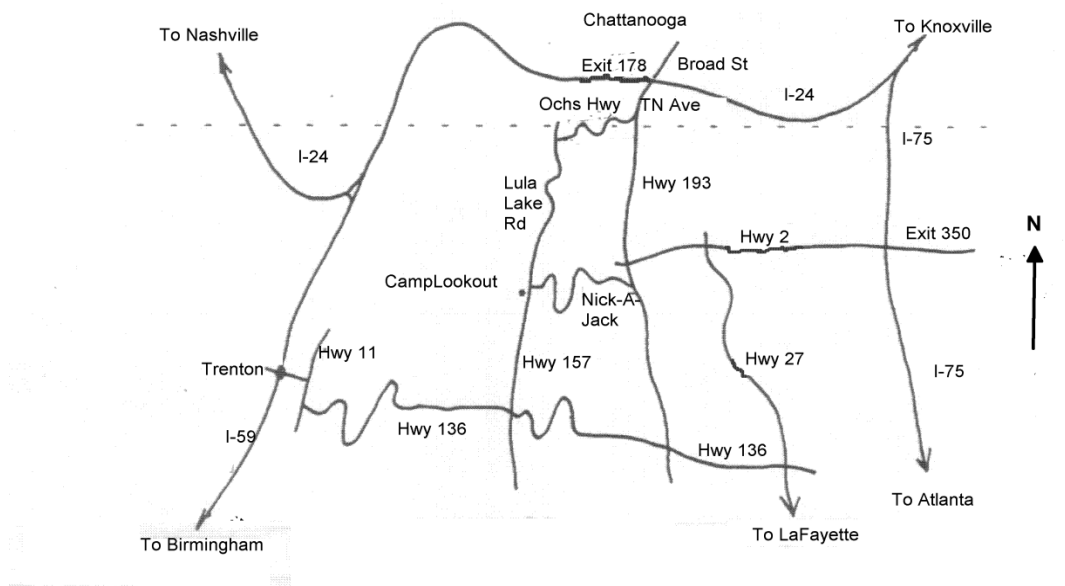 Chattanooga
To Nashville
To Knoxville
Exit 178
Broad St
I-24
Ochs Hwy
TN Ave
I-75
I-24
Lula
Lake
Rd
Hwy 193
N
Hwy 2
Exit 350
CampLookout
Nick-A-
Jack
Hwy 11
Trenton
Hwy 157
Hwy 27
I-75
Hwy 136
I-59
Hwy 136
To Atlanta
To LaFayette
To Birmingham